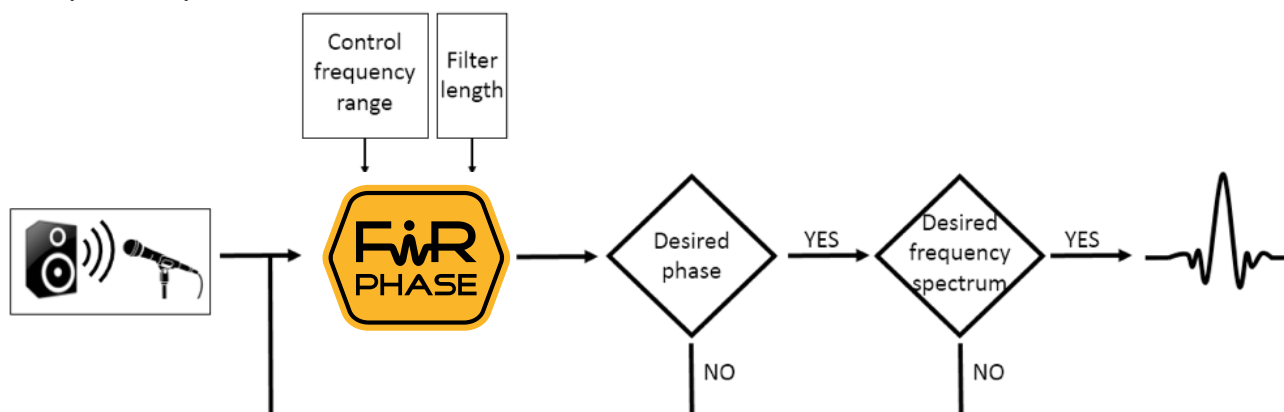 Control
frequency
range
Filter
length
FiR
PHASE
Desired
phase
YES
Desired
frequency
spectrum
YES
NO
NO